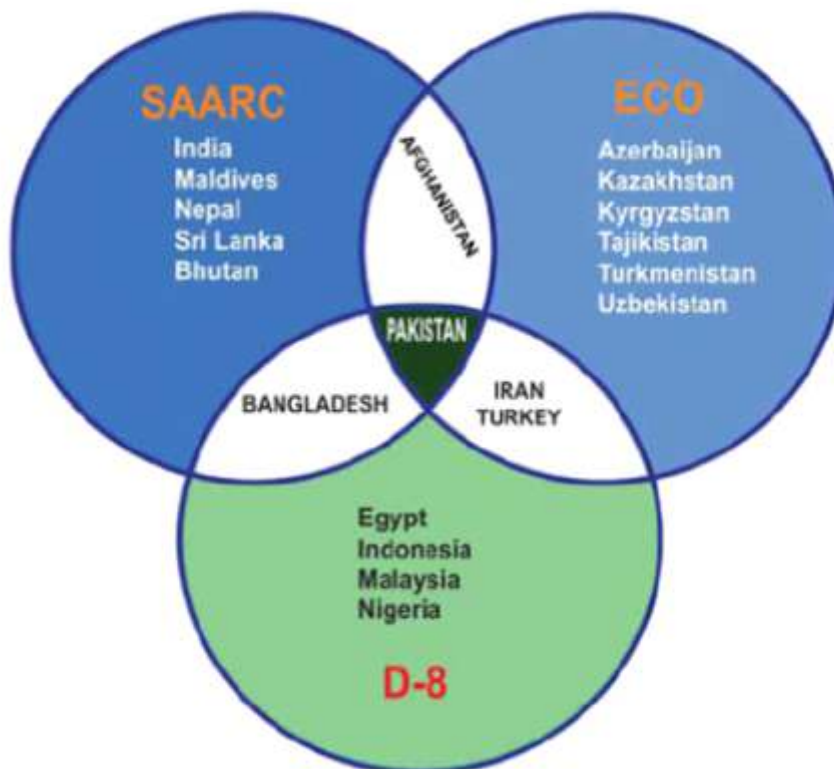 SAARC
India
Maldives
Nepal
Sri Lanka
Bhutan
ECO
Azerbaijan
Kazakhstan
Kyrgyzstan
Tajikistan
Turkmenistan
Uzbekistan
AFGHANISTAN
PAKISTAN
BANGLADESH
IRAN
TURKEY
Egypt
Indonesia
Malaysia
Nigeria
D-8